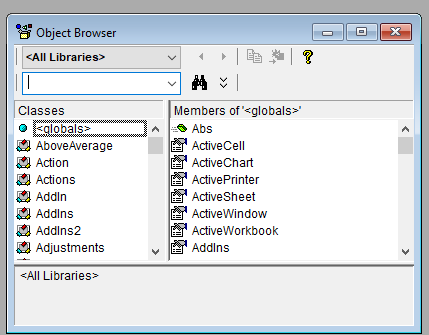 Object Browser
<All Libraries>
Classes
Members of '<globals>'
<globals>
AboveAverage
Action
Actions
AddIn
AddIns
AddIns2
Adjustments
Abs
ActiveCell
ActiveChart
ActivePrinter
ActiveSheet
ActiveWindow
ActiveWorkbook
AddIns
<All Libraries>